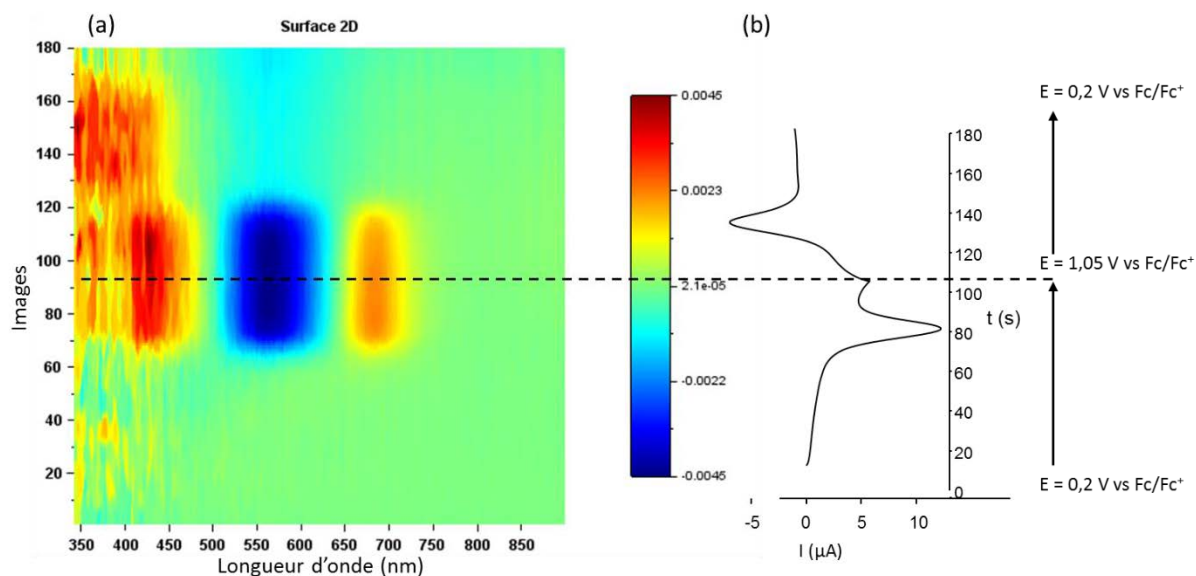 (a)
Surface 2D
180
160
140
120
100
80
60
40
20
Images
350 400 450 500 550 600 650 700 750 800 850
Longueur d'onde (nm)
0.0045
0.0023
2.1e-05
-0.0022
-0.0045
(b)
180
160
140
120
100
80
60
40
20
0
t (s)
-5 0 5 10
I (µA)
E = 0,2 V vs Fc/Fc⁺
E = 1,05 V vs Fc/Fc⁺
E = 0,2 V vs Fc/Fc⁺